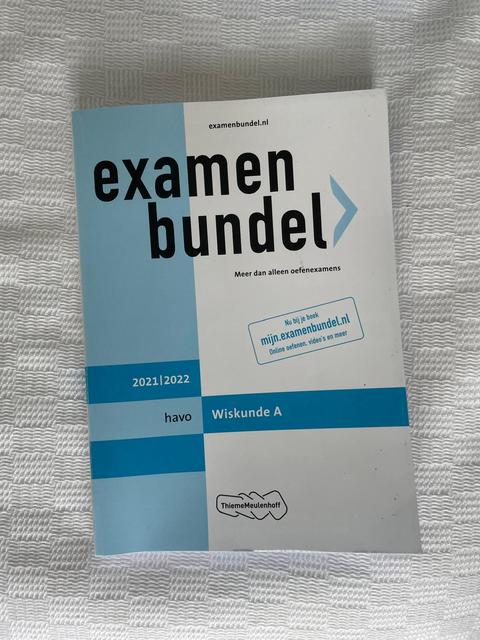 examenbundel.nl
examen
bundel
Meer dan alleen oefenexamens
Nu bij je boek
mijn.examenbundel.nl
Online oefenen, video's en meer
2021|2022
havo
Wiskunde A
ThiemeMeulenhoff